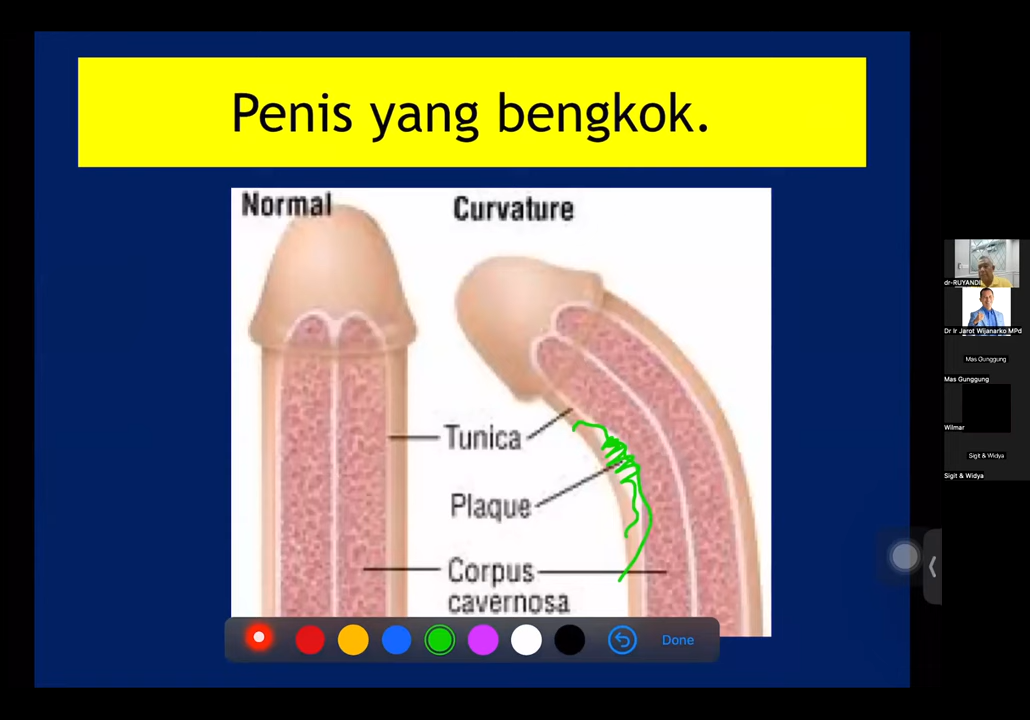 Penis yang bengkok.
Normal
Curvature
Tunica
Plaque
Corpus
cavernosa
Done
dr-RUYANDI
Dr Ir Jarot Wijanarko MPd
Mas Gunggung
Mas Gunggung
Wilmar
Sigit & Widya
Sigit & Widya